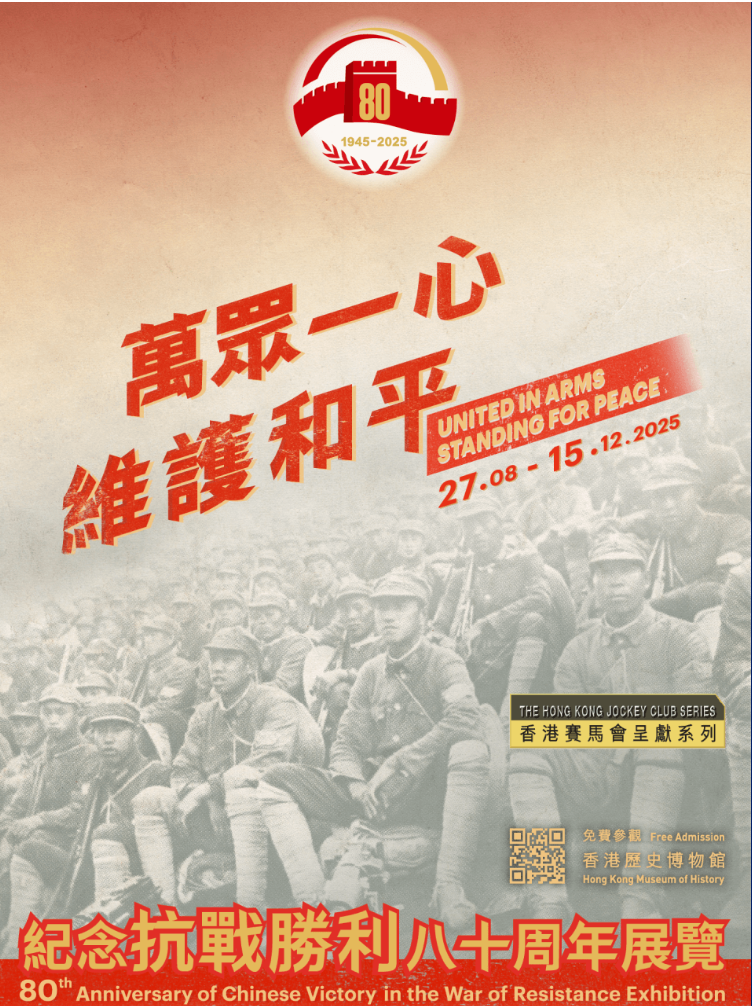 80
1945-2025
萬眾一心
維護和平
UNITED IN ARMS
STANDING FOR PEACE
27.08 - 15.12.2025
THE HONG KONG JOCKEY CLUB SERIES
香港賽馬會呈獻系列
免費參觀 Free Admission
香港歷史博物館
Hong Kong Museum of History
紀念抗戰勝利八十周年展覽
80th Anniversary of Chinese Victory in the War of Resistance Exhibition